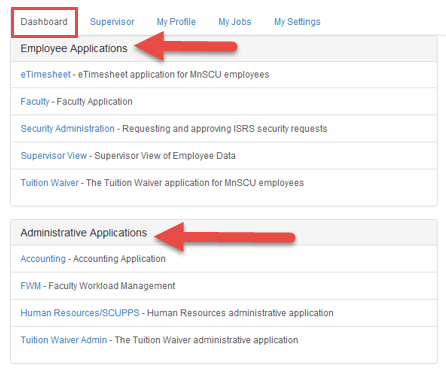 Dashboard Supervisor My Profile My Jobs My Settings
Employee Applications
eTimesheet - eTimesheet application for MnSCU employees
Faculty - Faculty Application
Security Administration - Requesting and approving ISRS security requests
Supervisor View - Supervisor View of Employee Data
Tuition Waiver - The Tuition Waiver application for MnSCU employees
Administrative Applications
Accounting - Accounting Application
FWM - Faculty Workload Management
Human Resources/SCUPPS - Human Resources administrative application
Tuition Waiver Admin - The Tuition Waiver administrative application